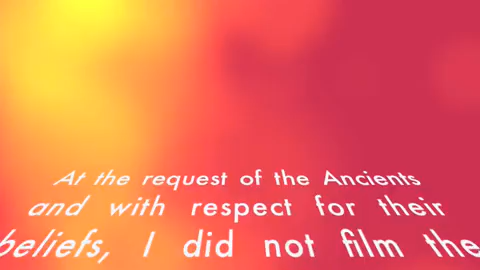 At the request of the Ancients
and with respect for their
beliefs, I did not film the